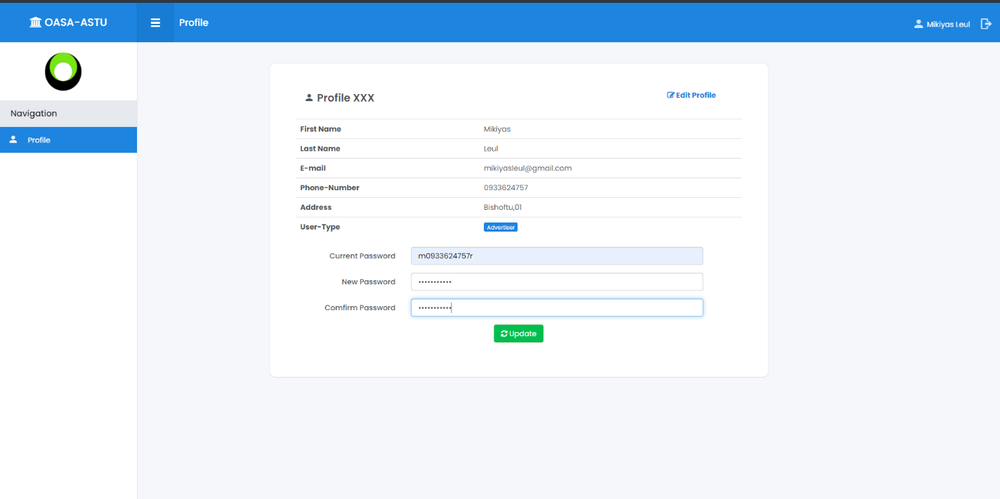 OASA-ASTU
Profile
Mikiyas Leul
Navigation
Profile
Profile XXX
Edit Profile
First Name Mikiyas
Last Name Leul
E-mail mikiyasleul@gmail.com
Phone-Number 0933624757
Address Bishoftu,01
User-Type Advertiser
Current Password m0933624757r
New Password •••••••••••
Comfirm Password •••••••••••
Update